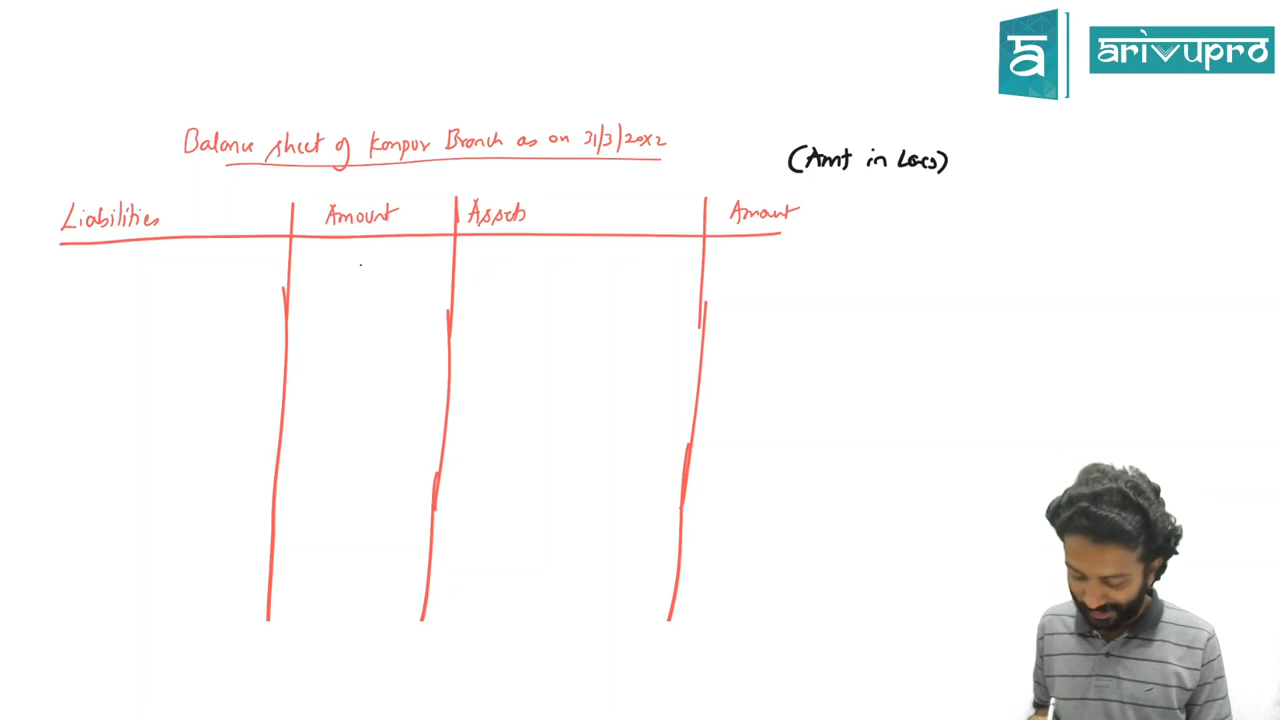 arivupro
Balance sheet of Kanpur Branch as on 31/3/20x2
(Amt in Lacs)
Liabilities Amount Assets Amount